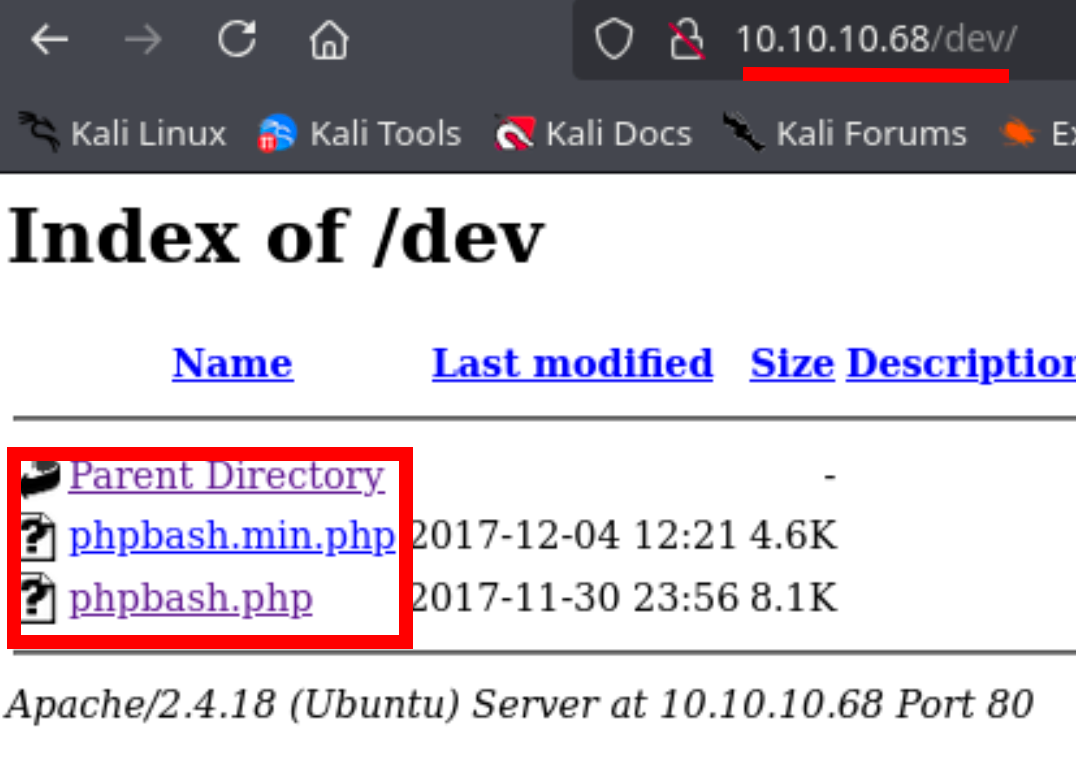 10.10.10.68/dev/
Kali Linux Kali Tools Kali Docs Kali Forums
Index of /dev
Name Last modified Size
Parent Directory -
phpbash.min.php 2017-12-04 12:21 4.6K
phpbash.php 2017-11-30 23:56 8.1K
Apache/2.4.18 (Ubuntu) Server at 10.10.10.68 Port 80